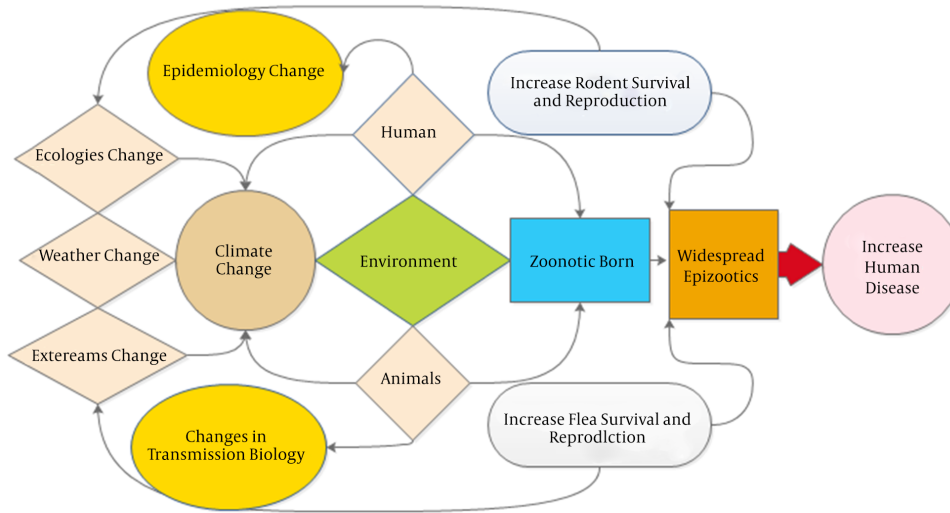 Epidemiology Change
Increase Rodent Survival
and Reproduction
Human
Ecologies Change
Weather Change
Climate
Change
Environment
Zoonotic Born
Widespread
Epizootics
Increase
Human
Disease
Extereams Change
Animals
Increase Flea Survival and
Reprodlction
Changes in
Transmission Biology